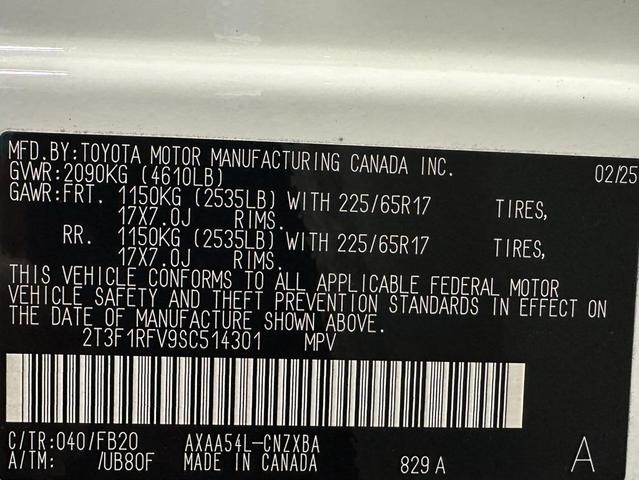 MFD.BY:TOYOTA MOTOR MANUFACTURING CANADA INC. 02/25
GVWR:2090KG (4610LB)
GAWR:FRT. 1150KG (2535LB) WITH 225/65R17 TIRES,
17X7.0J RIMS.
RR. 1150KG (2535LB) WITH 225/65R17 TIRES,
17X7.0J RIMS.
THIS VEHICLE CONFORMS TO ALL APPLICABLE FEDERAL MOTOR
VEHICLE SAFETY AND THEFT PREVENTION STANDARDS IN EFFECT ON
THE DATE OF MANUFACTURE SHOWN ABOVE.
2T3F1RFV9SC514301 MPV
C/TR:040/FB20 AXAA54L-CNZXBA A
A/TM: /UB80F MADE IN CANADA 829 A